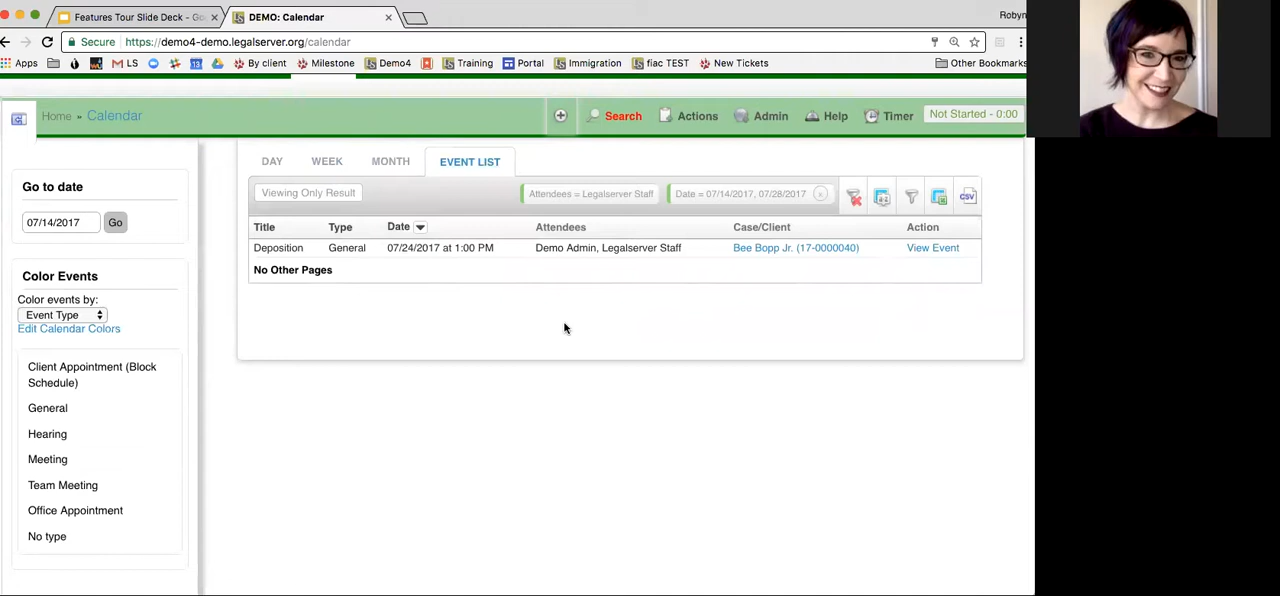 Features Tour Slide Deck - Go
DEMO: Calendar
Robyn
Secure https://demo4-demo.legalserver.org/calendar
Apps M LS 13 By client Milestone Demo4 Training Portal Immigration fiac TEST New Tickets Other Bookmarks
Home » Calendar
Search Actions Admin Help Timer Not Started - 0:00
DAY WEEK MONTH EVENT LIST
Go to date
07/14/2017 Go
Viewing Only Result Attendees = Legalserver Staff Date = 07/14/2017, 07/28/2017 x CSV
Title Type Date Attendees Case/Client Action
Deposition General 07/24/2017 at 1:00 PM Demo Admin, Legalserver Staff Bee Bopp Jr. (17-0000040) View Event
No Other Pages
Color Events
Color events by:
Event Type
Edit Calendar Colors
Client Appointment (Block
Schedule)
General
Hearing
Meeting
Team Meeting
Office Appointment
No type